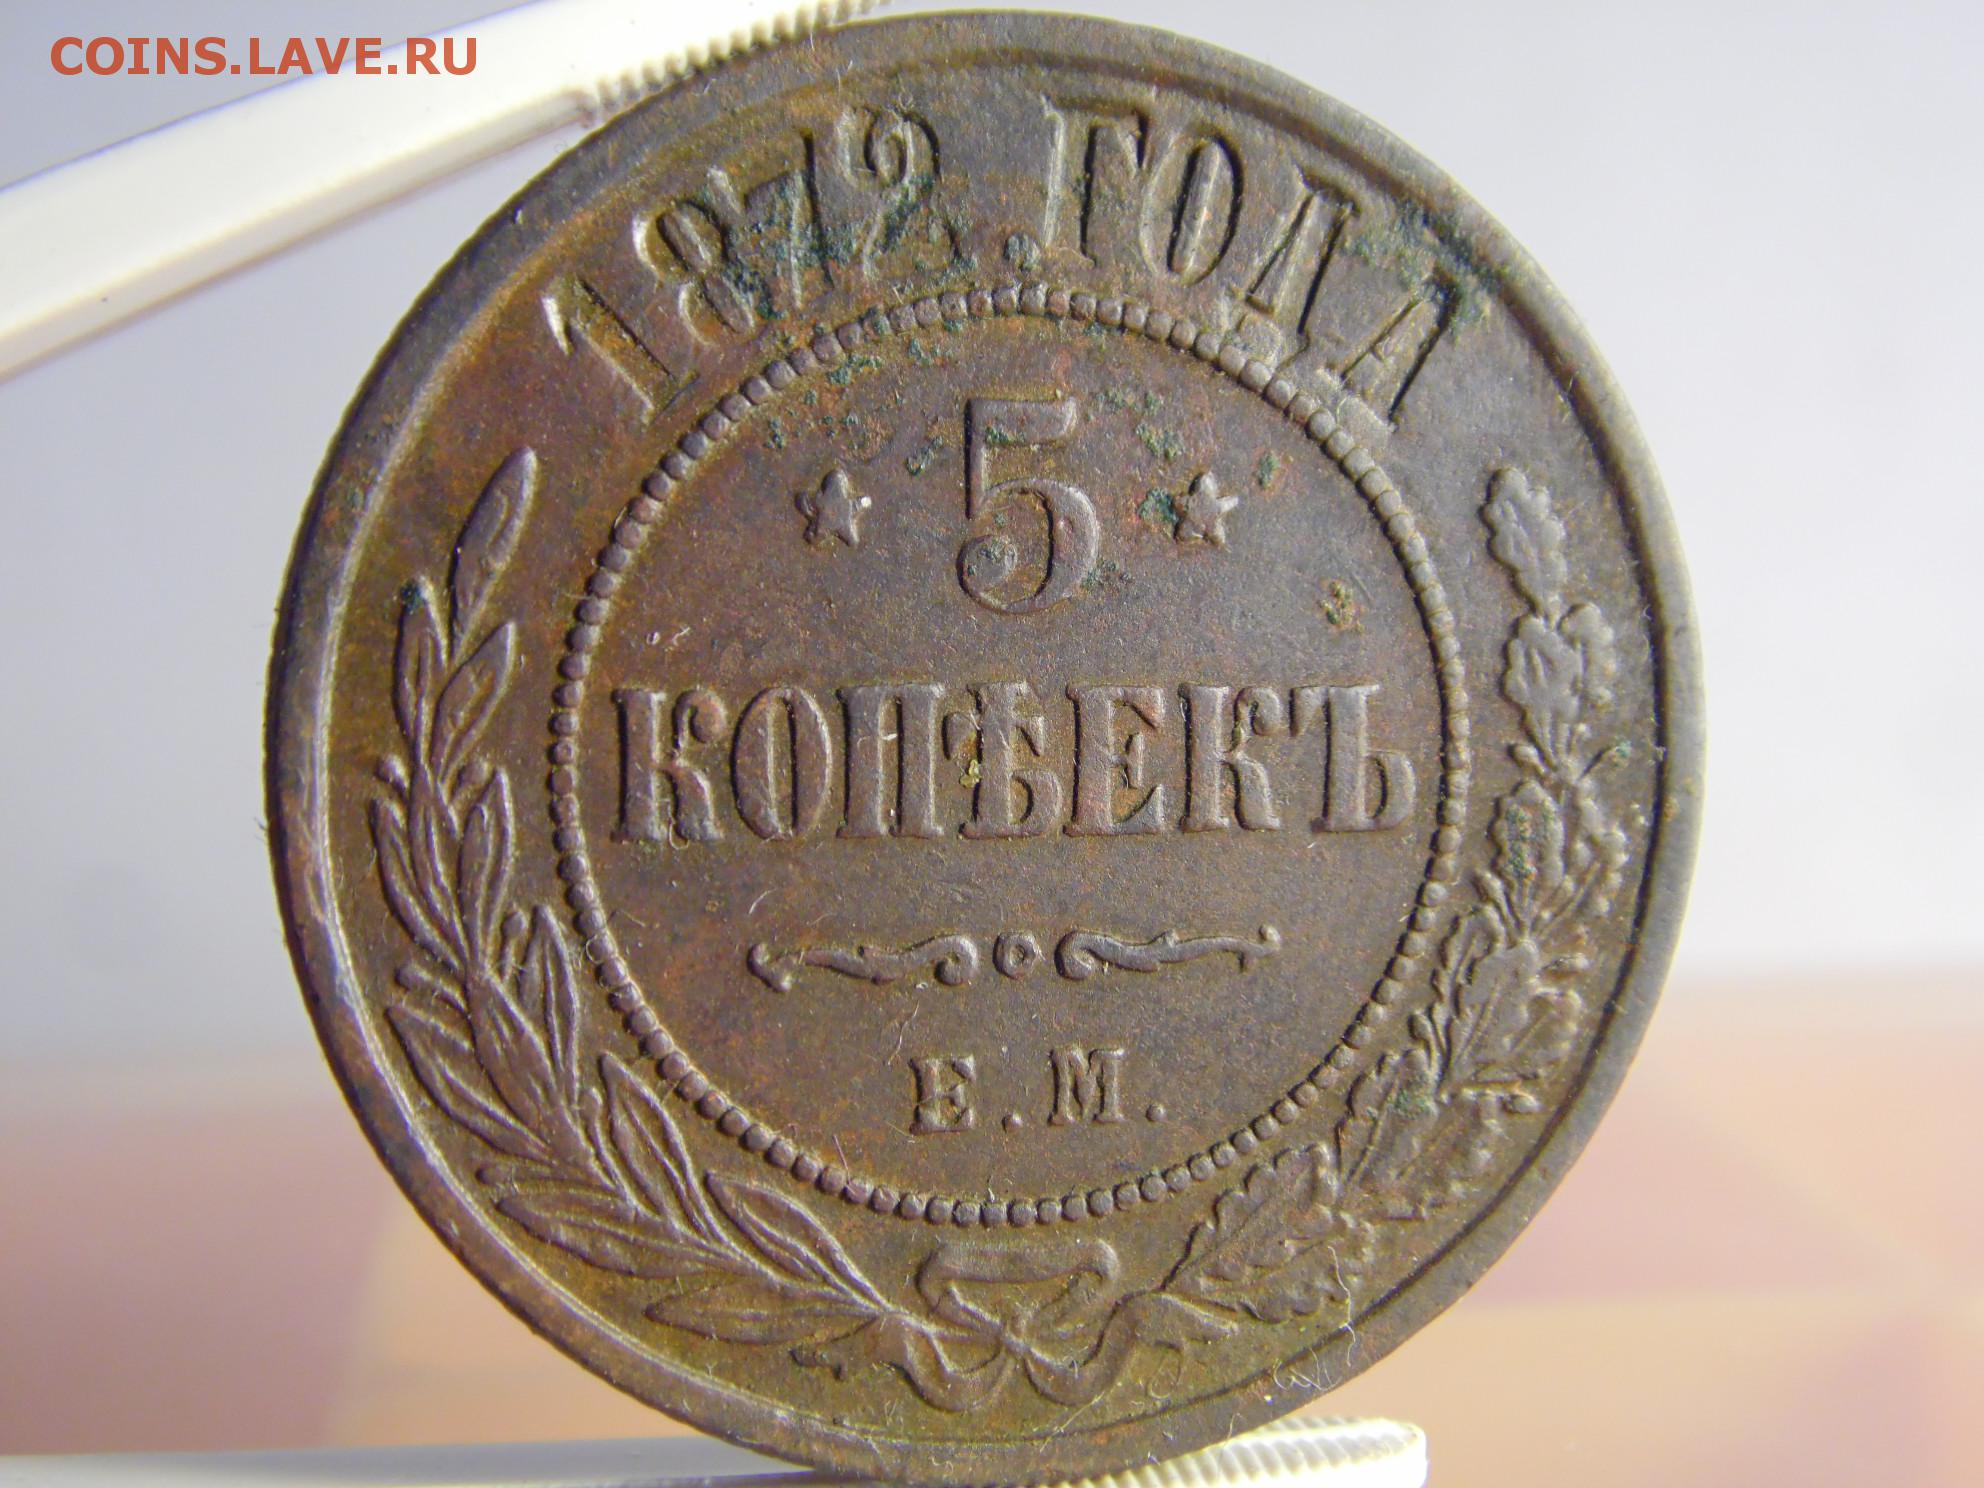 COINS.LAVE.RU
1872.ГОДА
5
КОПѢЕКЪ
Е.М.